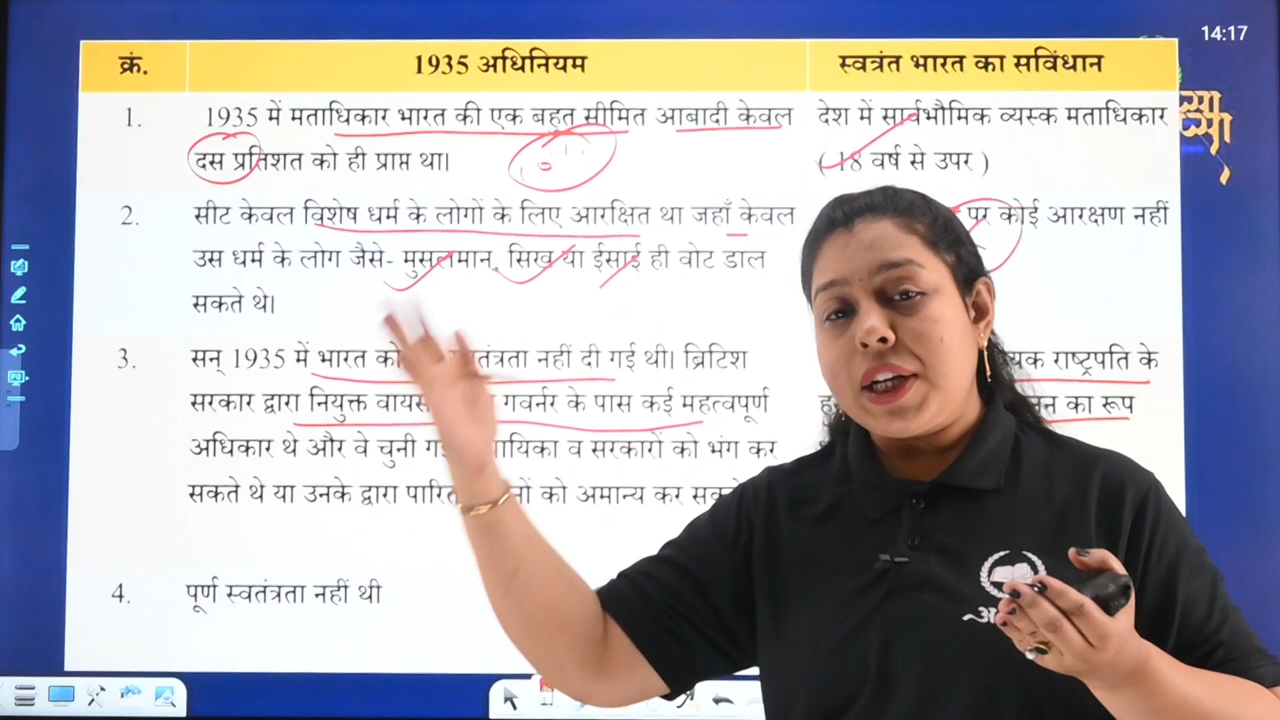 14:17
क्रं. 1935 अधिनियम स्वत्रंत भारत का सविंधान
1. 1935 में मताधिकार भारत की एक बहुत सीमित आबादी केवल
दस प्रतिशत को ही प्राप्त था।
देश में सार्वभौमिक व्यस्क मताधिकार
( 18 वर्ष से उपर )
2. सीट केवल विशेष धर्म के लोगों के लिए आरक्षित था जहाँ केवल
उस धर्म के लोग जैसे- मुसलमान, सिख या ईसाई ही वोट डाल
सकते थे।
पर कोई आरक्षण नहीं
3. सन् 1935 में भारत को नहीं दी गई थी। ब्रिटिश
सरकार द्वारा नियुक्त गवर्नर के पास कई महत्वपूर्ण
अधिकार थे और वे चुनी व सरकारों को भंग कर
सकते थे या उनके द्वारा को अमान्य कर
राष्ट्रपति के
का रूप
4. पूर्ण स्वतंत्रता नहीं थी